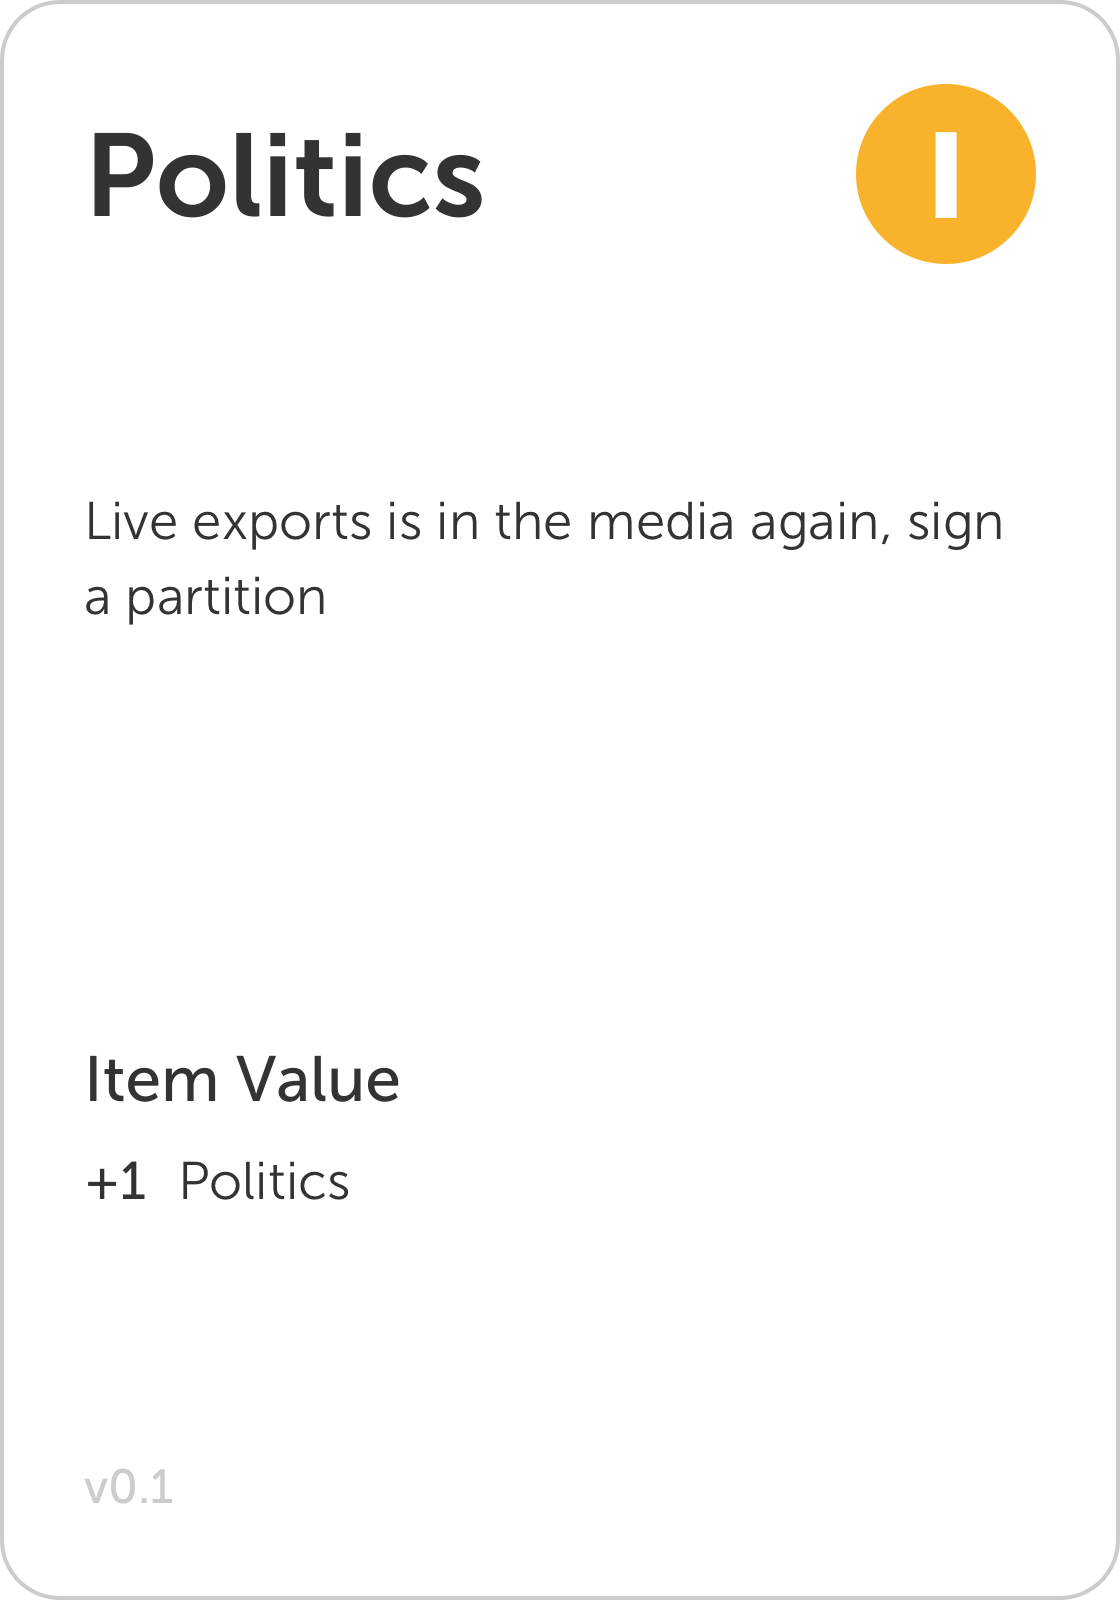 Politics
I
Live exports is in the media again, sign
a partition
Item Value
+1 Politics
v0.1